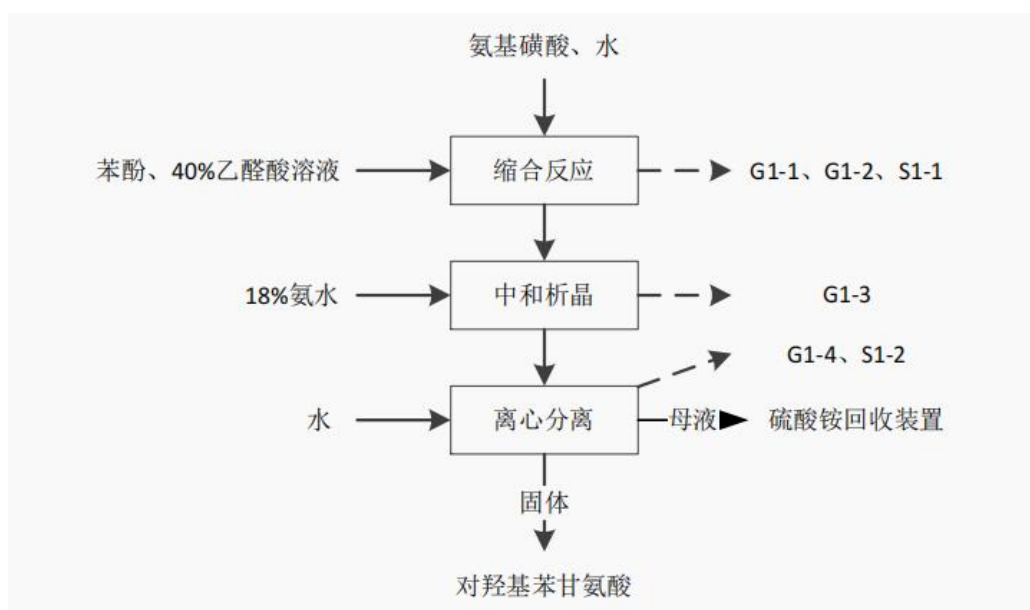 氨基磺酸、水
苯酚、40%乙醛酸溶液
缩合反应
G1-1、G1-2、S1-1
18%氨水
中和析晶
G1-3
G1-4、S1-2
水
离心分离
母液
硫酸铵回收装置
固体
对羟基苯甘氨酸